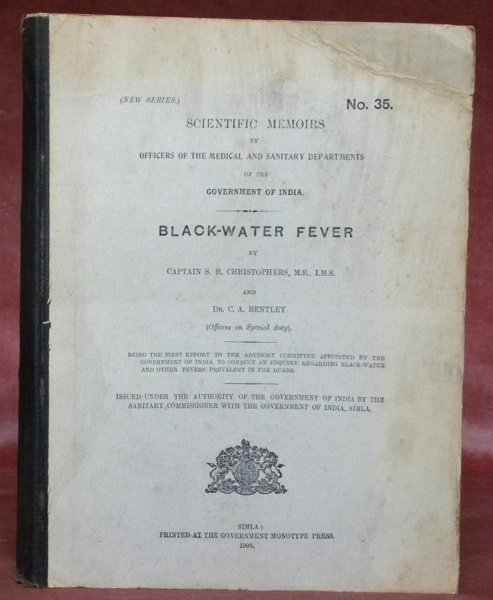 (NEW SERIES.) No. 35.
SCIENTIFIC MEMOIRS
BY
OFFICERS OF THE MEDICAL AND SANITARY DEPARTMENTS
OF THE
GOVERNMENT OF INDIA.
BLACK-WATER FEVER
BY
CAPTAIN S. R. CHRISTOPHERS, M.B., I.M.S.
AND
DR. C. A. BENTLEY
(Officers on Special duty).
BEING THE FIRST REPORT TO THE ADVISORY COMMITTEE APPOINTED BY THE
GOVERNMENT OF INDIA TO CONDUCT AN ENQUIRY REGARDING BLACK-WATER
AND OTHER FEVERS PREVALENT IN THE DUARS.
ISSUED UNDER THE AUTHORITY OF THE GOVERNMENT OF INDIA BY THE
SANITARY COMMISSIONER WITH THE GOVERNMENT OF INDIA, SIMLA.
SIMLA:
PRINTED AT THE GOVERNMENT MONOTYPE PRESS.
1908.